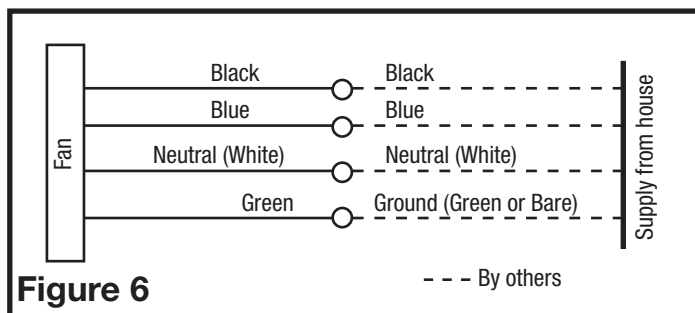 Black Black
Blue Blue
Neutral (White) Neutral (White)
Green Ground (Green or Bare)
Fan
Supply from house
Figure 6
--- By others